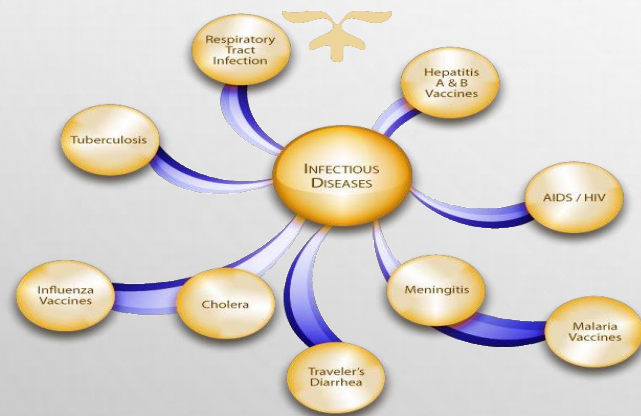 Respiratory
Tract
Infection
Hepatitis
A & B
Vaccines
Tuberculosis
INFECTIOUS
DISEASES
AIDS / HIV
Influenza
Vaccines
Cholera
Meningitis
Malaria
Vaccines
Traveler's
Diarrhea